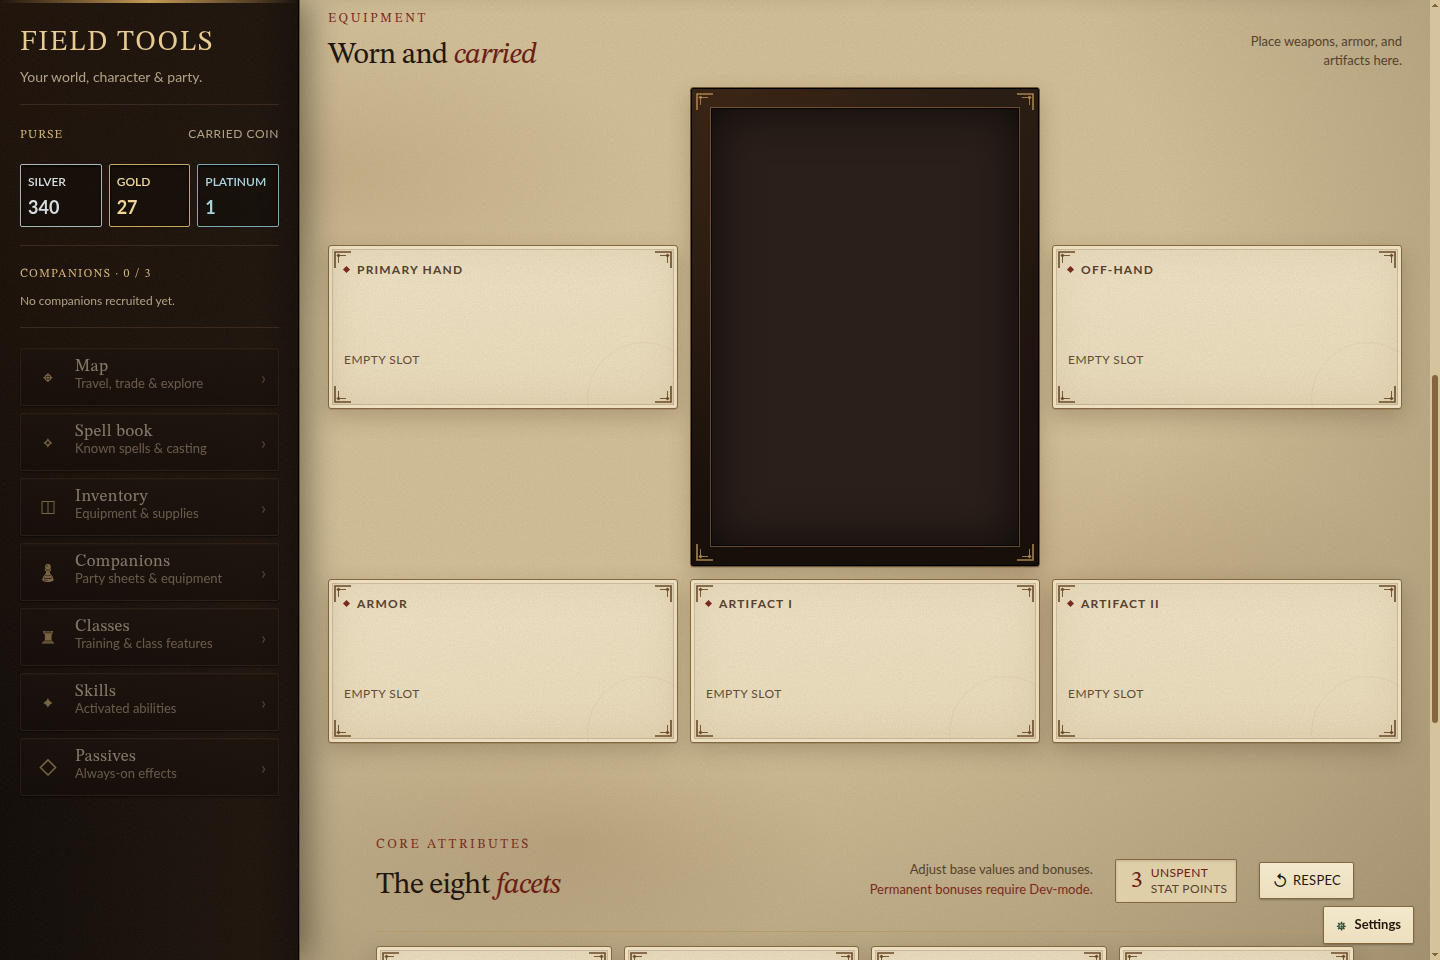 FIELD TOOLS
Your world, character & party.
PURSE
CARRIED COIN
SILVER
340
GOLD
27
PLATINUM
1
COMPANIONS · 0 / 3
No companions recruited yet.
Map
Travel, trade & explore
Spell book
Known spells & casting
Inventory
Equipment & supplies
Companions
Party sheets & equipment
Classes
Training & class features
Skills
Activated abilities
Passives
Always-on effects
EQUIPMENT
Worn and carried
Place weapons, armor, and
artifacts here.
PRIMARY HAND
EMPTY SLOT
OFF-HAND
EMPTY SLOT
ARMOR
EMPTY SLOT
ARTIFACT I
EMPTY SLOT
ARTIFACT II
EMPTY SLOT
CORE ATTRIBUTES
The eight facets
Adjust base values and bonuses.
Permanent bonuses require Dev-mode.
3
UNSPENT
STAT POINTS
RESPEC
Settings